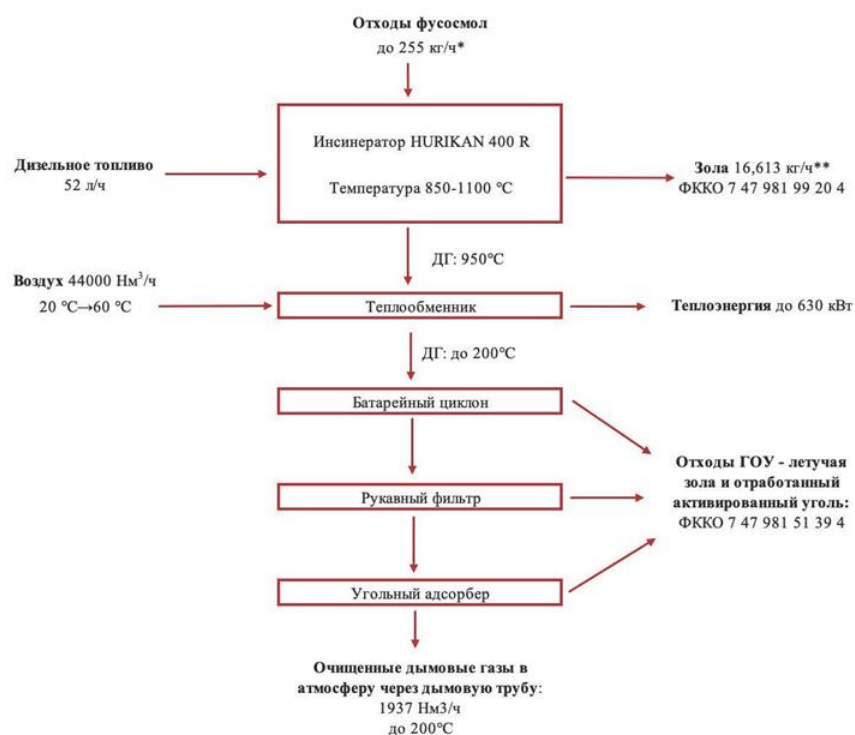 Отходы фусосмол
до 255 кг/ч*
Инсинератор HURIKAN 400 R
Температура 850-1100 °С
Дизельное топливо
52 л/ч
Зола 16,613 кг/ч**
ФККО 7 47 981 99 20 4
ДГ: 950°С
Воздух 44000 Нм³/ч
20 °С→60 °С
Теплообменник
Теплоэнергия до 630 кВт
ДГ: до 200°С
Батарейный циклон
Рукавный фильтр
Отходы ГОУ - летучая
зола и отработанный
активированный уголь:
ФККО 7 47 981 51 39 4
Угольный адсорбер
Очищенные дымовые газы в
атмосферу через дымовую трубу:
1937 Нм3/ч
до 200°С